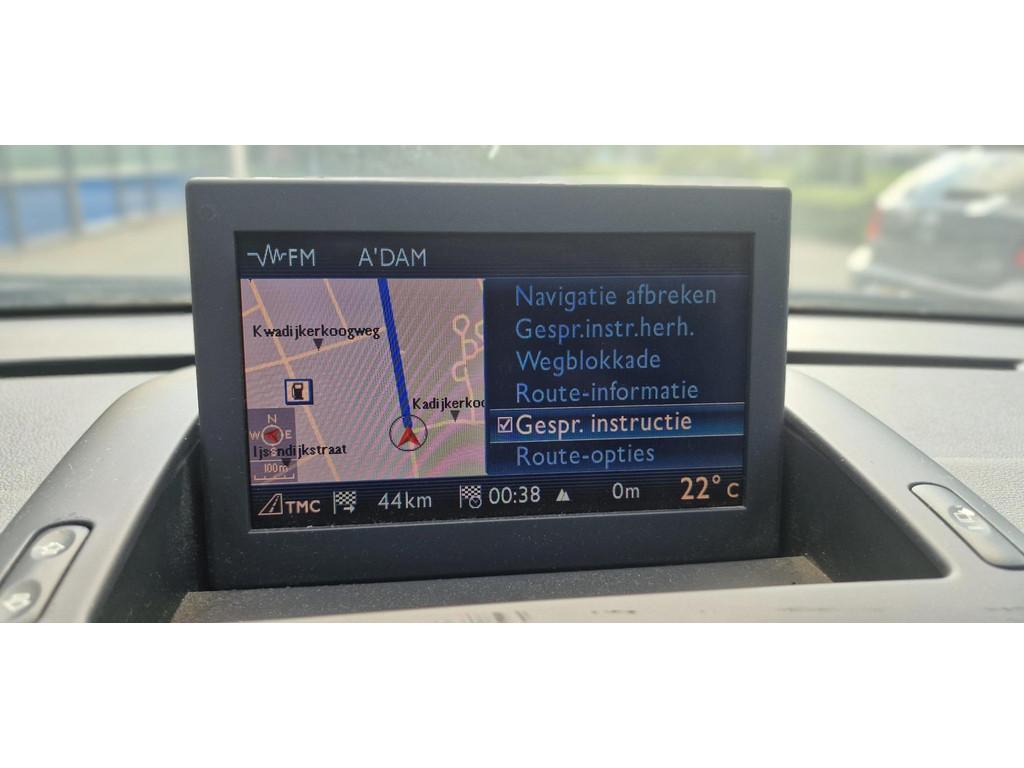 FM A'DAM
Kwadijkerkoogweg
Kadijkerkoo
N
W E
Ijsendijkstraat
100m
Navigatie afbreken
Gespr.instr.herh.
Wegblokkade
Route-informatie
Gespr. instructie
Route-opties
TMC 44km 00:38 0m 22° C